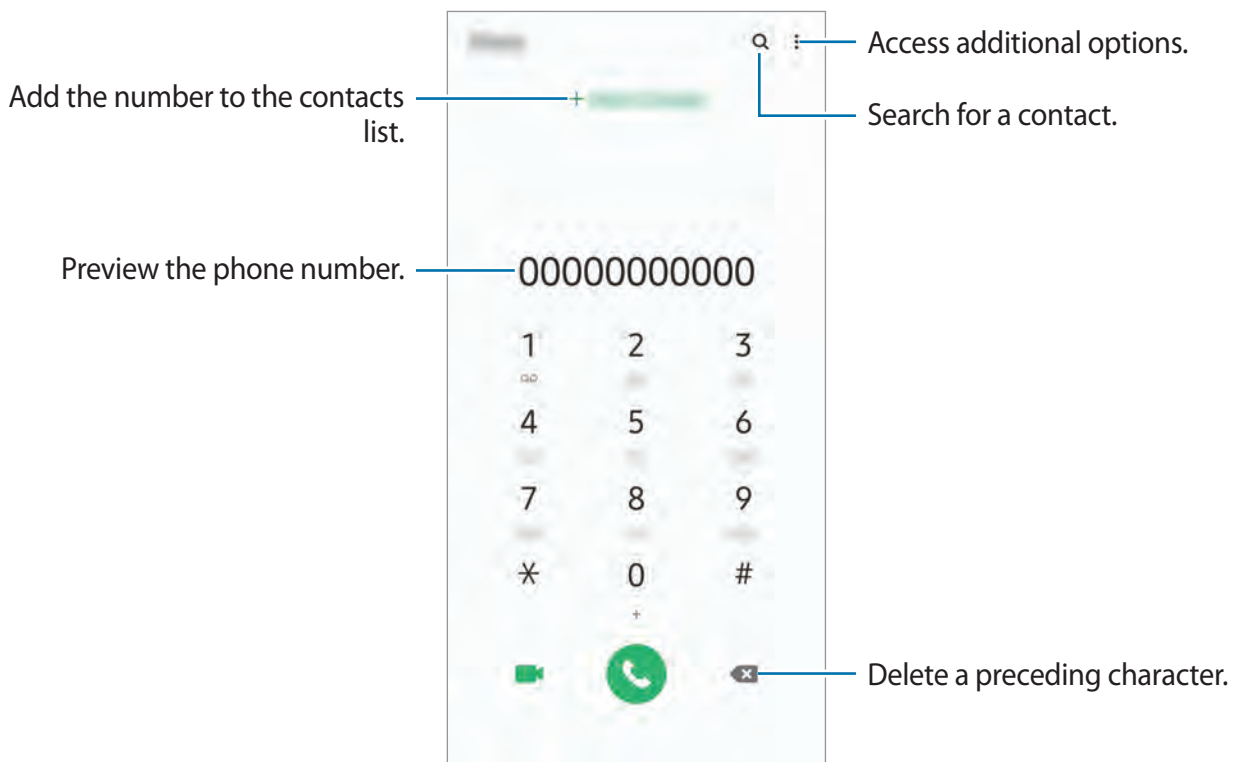 Access additional options.
Add the number to the contacts
list.
Search for a contact.
Preview the phone number.
00000000000
1 2 3
4 5 6
7 8 9
* 0 #
+
Delete a preceding character.